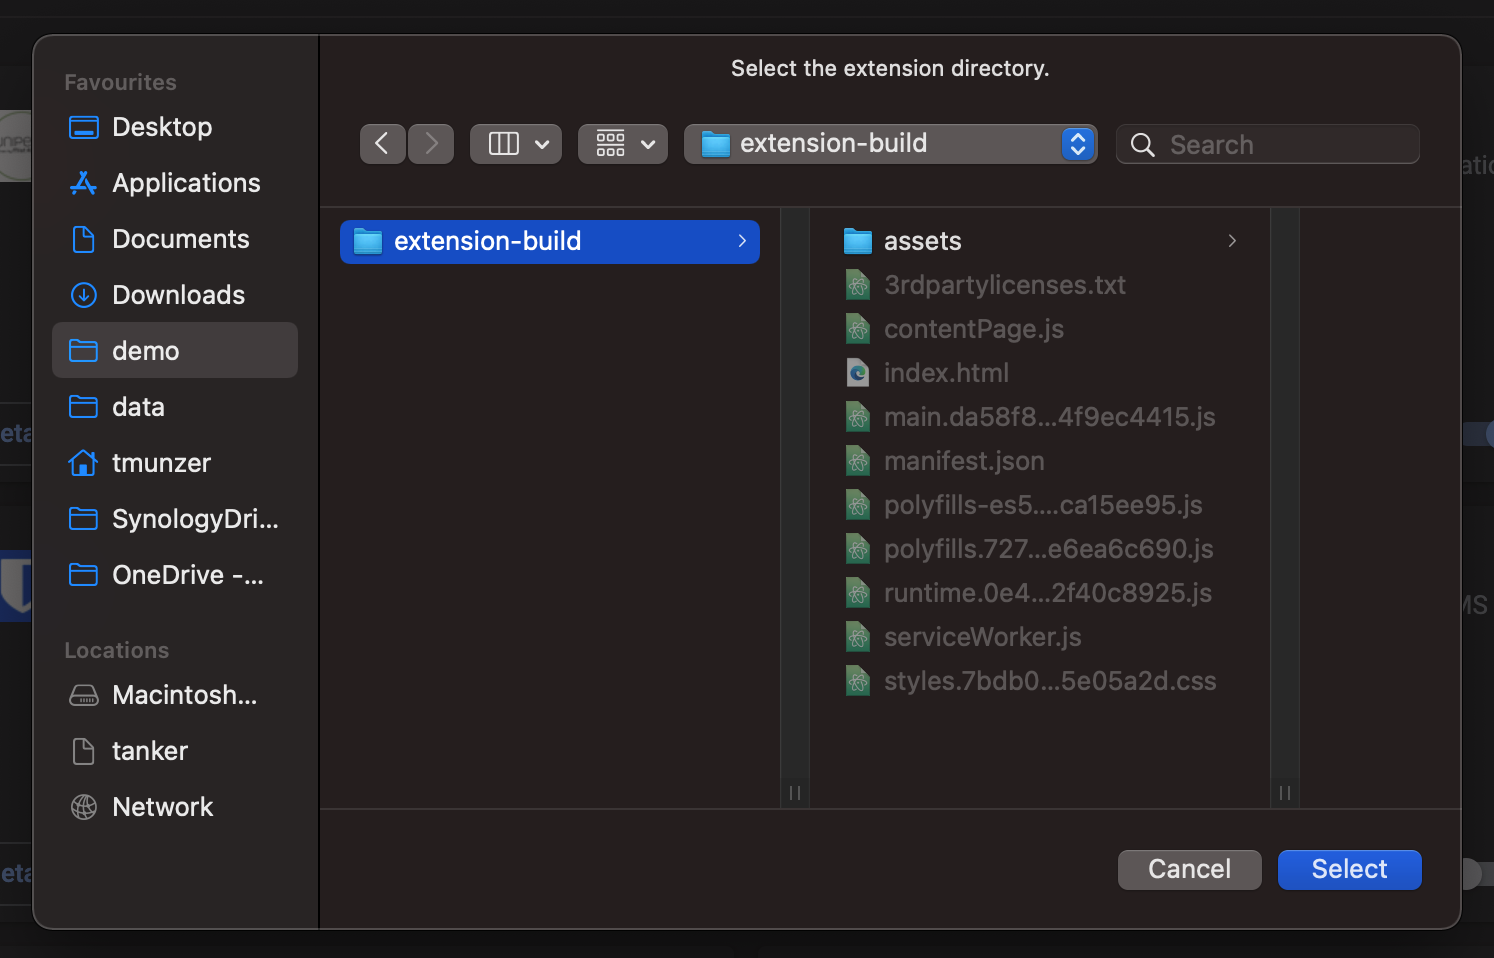 Select the extension directory.
Favourites
Desktop
Applications
Documents
Downloads
demo
data
tmunzer
SynologyDri...
OneDrive -...
Locations
Macintosh...
tanker
Network
extension-build
Search
extension-build
assets
3rdpartylicenses.txt
contentPage.js
index.html
main.da58f8...4f9ec4415.js
manifest.json
polyfills-es5....ca15ee95.js
polyfills.727...e6ea6c690.js
runtime.0e4...2f40c8925.js
serviceWorker.js
styles.7bdb0...5e05a2d.css
Cancel
Select